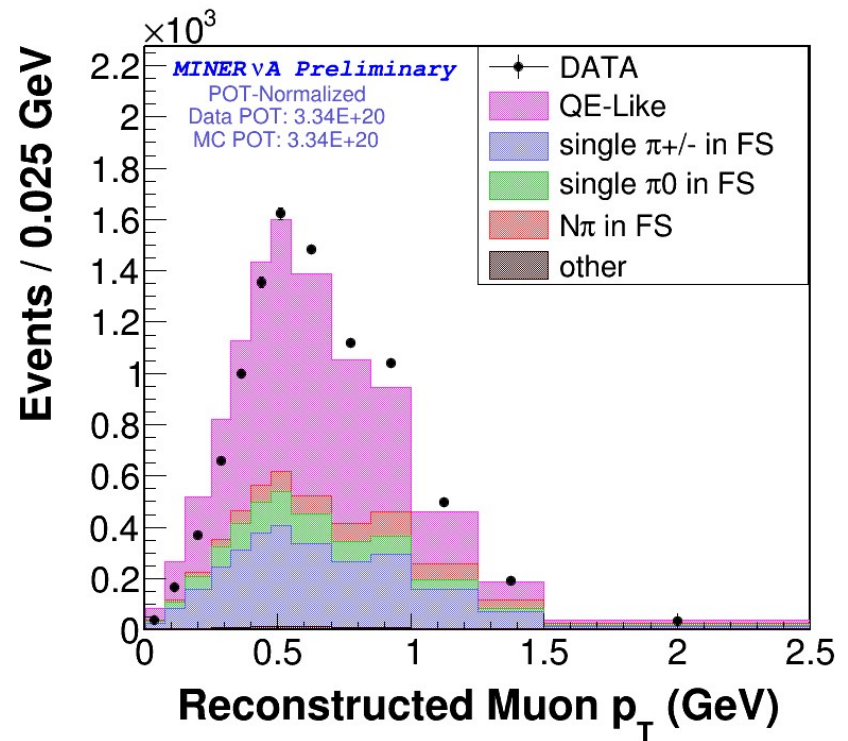 ×10³
MINERνA Preliminary
POT-Normalized
Data POT: 3.34E+20
MC POT: 3.34E+20
DATA
QE-Like
single π+/- in FS
single π0 in FS
Nπ in FS
other
Events / 0.025 GeV
2.2
2
1.8
1.6
1.4
1.2
1
0.8
0.6
0.4
0.2
0
0 0.5 1 1.5 2 2.5
Reconstructed Muon p_T (GeV)